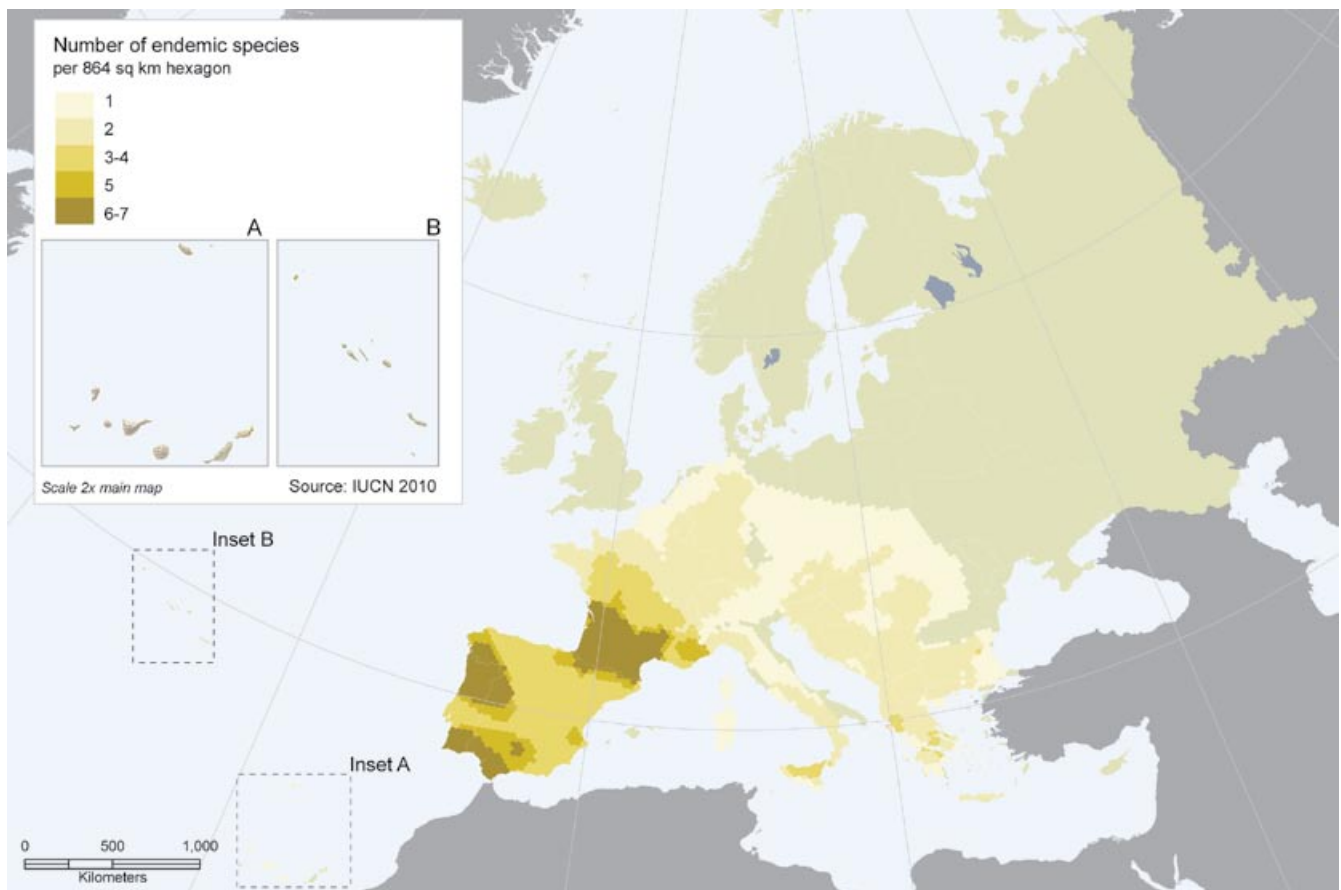 Number of endemic species
per 864 sq km hexagon
1
2
3-4
5
6-7
A
B
Scale 2x main map
Source: IUCN 2010
Inset B
Inset A
0 500 1,000
Kilometers